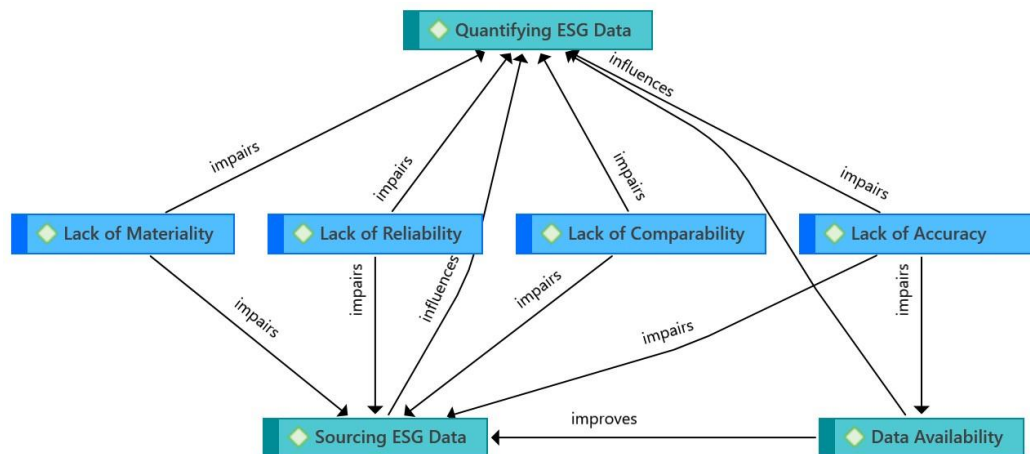 Quantifying ESG Data
influences
impairs
impairs
impairs
impairs
Lack of Materiality
Lack of Reliability
Lack of Comparability
Lack of Accuracy
impairs
impairs
influences
impairs
impairs
impairs
improves
Sourcing ESG Data
Data Availability